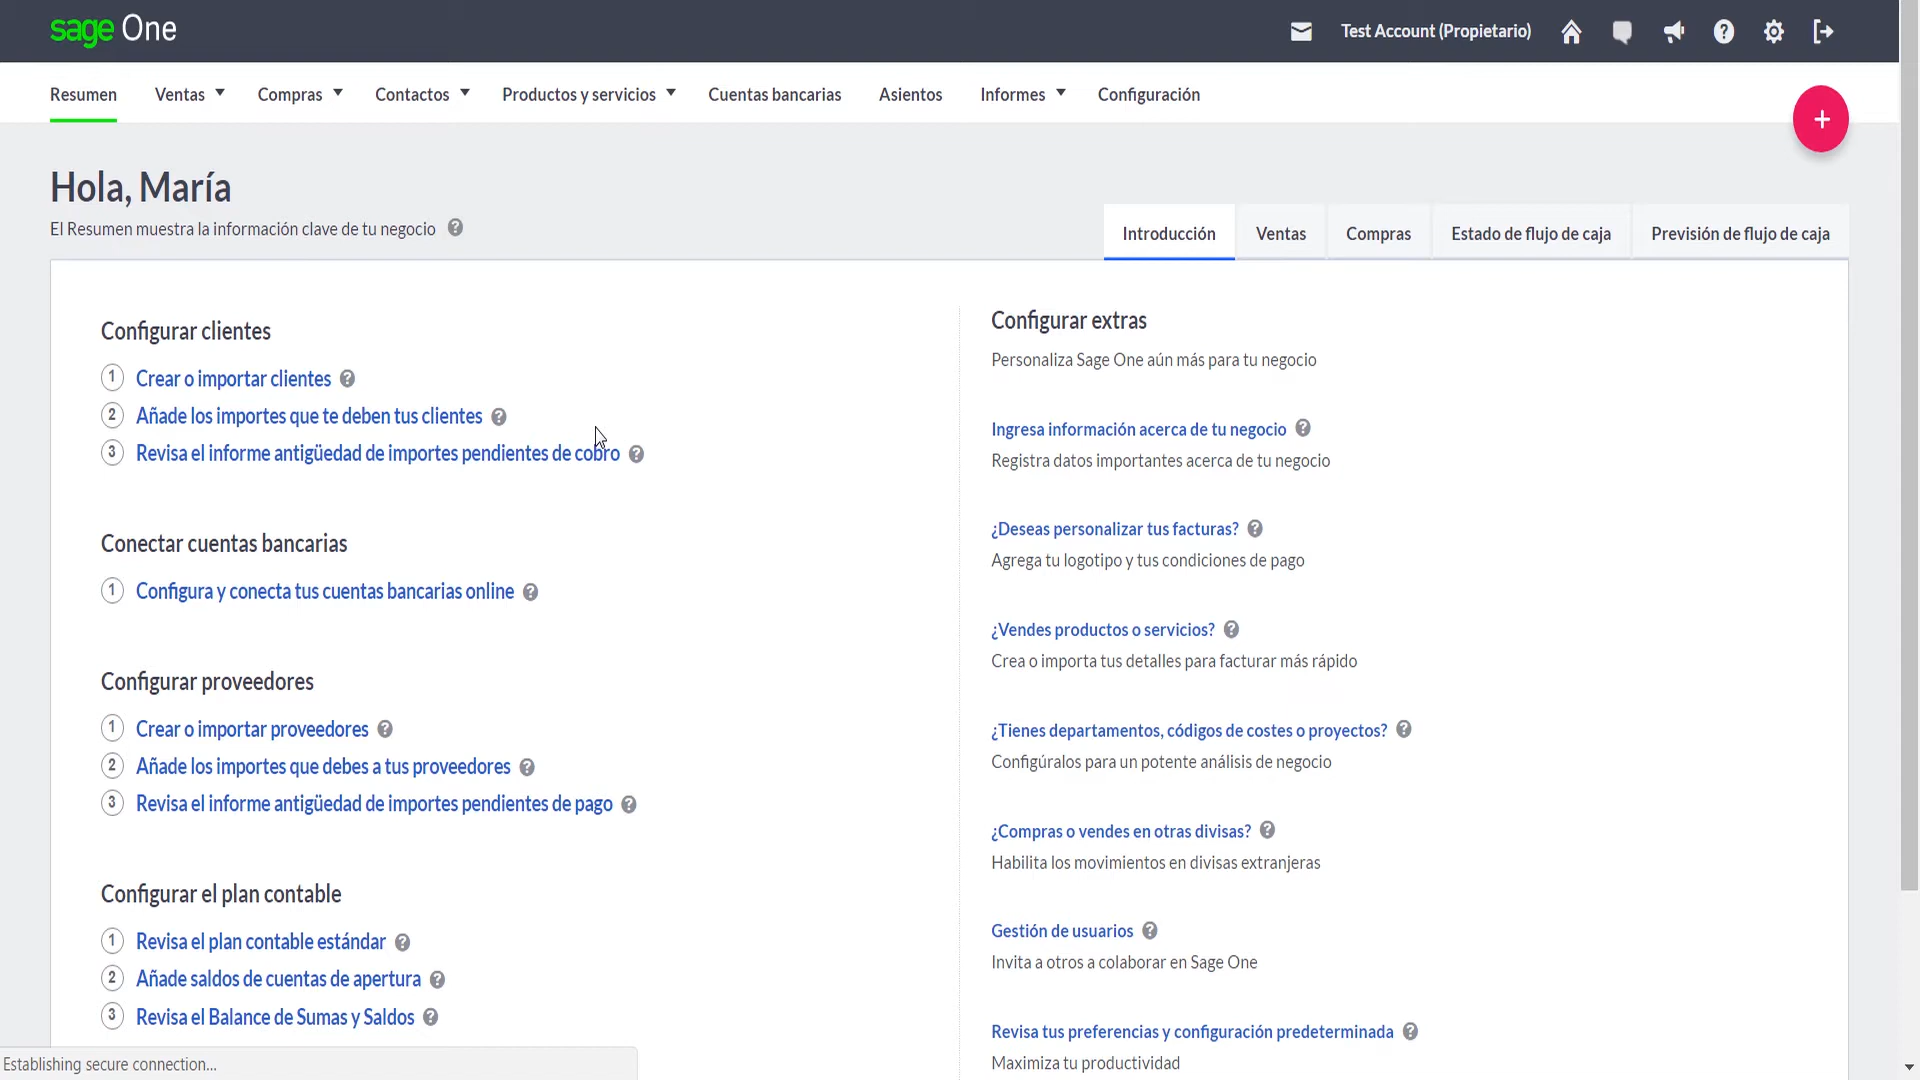 sage One
Test Account (Propietario)
Resumen Ventas Compras Contactos Productos y servicios Cuentas bancarias Asientos Informes Configuración
+
Hola, María
El Resumen muestra la información clave de tu negocio ?
Introducción Ventas Compras Estado de flujo de caja Previsión de flujo de caja
Configurar clientes
1 Crear o importar clientes ?
2 Añade los importes que te deben tus clientes ?
3 Revisa el informe antigüedad de importes pendientes de cobro ?
Conectar cuentas bancarias
1 Configura y conecta tus cuentas bancarias online ?
Configurar proveedores
1 Crear o importar proveedores ?
2 Añade los importes que debes a tus proveedores ?
3 Revisa el informe antigüedad de importes pendientes de pago ?
Configurar el plan contable
1 Revisa el plan contable estándar ?
2 Añade saldos de cuentas de apertura ?
3 Revisa el Balance de Sumas y Saldos ?
Configurar extras
Personaliza Sage One aún más para tu negocio
Ingresa información acerca de tu negocio ?
Registra datos importantes acerca de tu negocio
¿Deseas personalizar tus facturas? ?
Agrega tu logotipo y tus condiciones de pago
¿Vendes productos o servicios? ?
Crea o importa tus detalles para facturar más rápido
¿Tienes departamentos, códigos de costes o proyectos? ?
Configúralos para un potente análisis de negocio
¿Compras o vendes en otras divisas? ?
Habilita los movimientos en divisas extranjeras
Gestión de usuarios ?
Invita a otros a colaborar en Sage One
Revisa tus preferencias y configuración predeterminada ?
Maximiza tu productividad
Establishing secure connection...